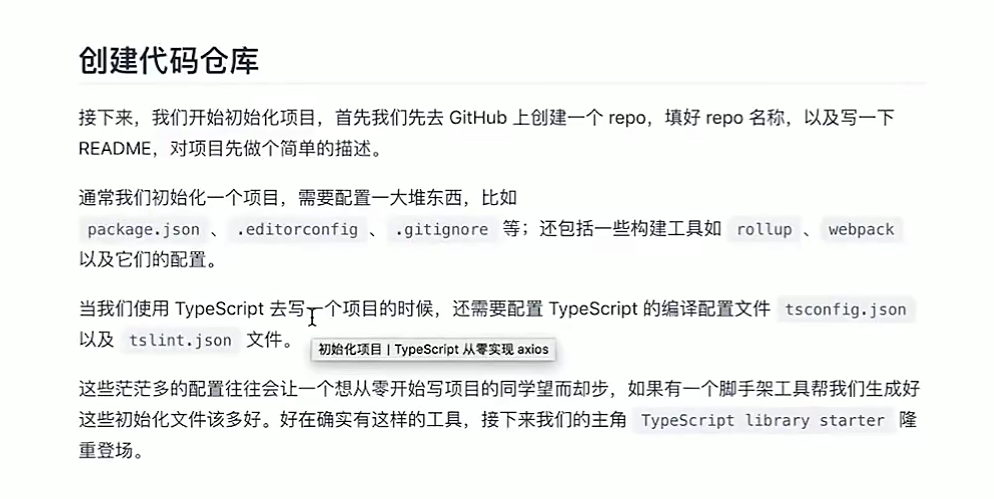 创建代码仓库
接下来，我们开始初始化项目，首先我们先去 GitHub 上创建一个 repo，填好 repo 名称，以及写一下
README，对项目先做个简单的描述。
通常我们初始化一个项目，需要配置一大堆东西，比如
package.json 、 .editorconfig 、 .gitignore 等；还包括一些构建工具如 rollup 、 webpack
以及它们的配置。
当我们使用 TypeScript 去写一个项目的时候，还需要配置 TypeScript 的编译配置文件 tsconfig.json
以及 tslint.json 文件。
初始化项目 | TypeScript 从零实现 axios
这些茫茫多的配置往往会让一个想从零开始写项目的同学望而却步，如果有一个脚手架工具帮我们生成好
这些初始化文件该多好。好在确实有这样的工具，接下来我们的主角 TypeScript library starter 隆
重登场。